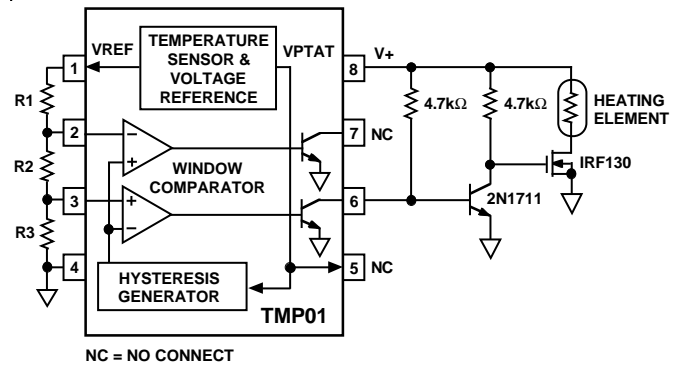 TEMPERATURE
SENSOR &
VOLTAGE
REFERENCE
VREF
VPTAT
1
2
3
4
R1
R2
R3
WINDOW
COMPARATOR
HYSTERESIS
GENERATOR
TMP01
8
7
6
5
V+
NC
NC
4.7kΩ
4.7kΩ
HEATING
ELEMENT
IRF130
2N1711
NC = NO CONNECT